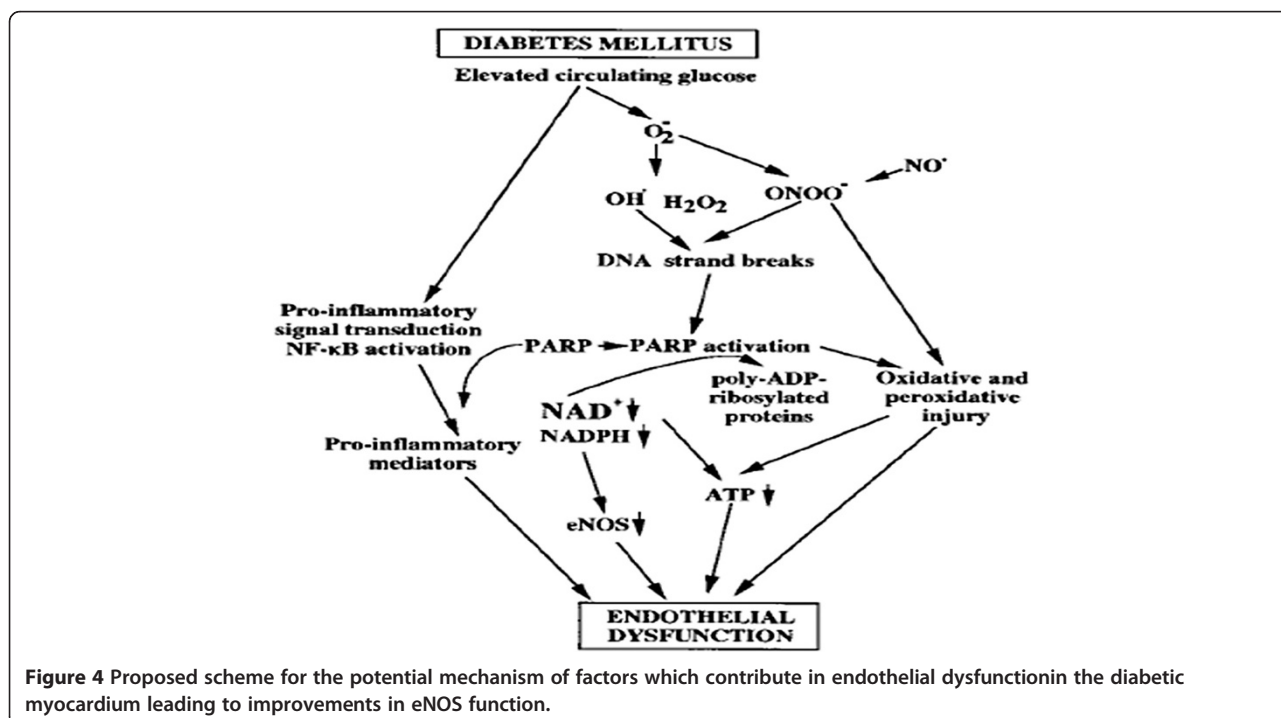 DIABETES MELLITUS
Elevated circulating glucose
O₂⁻
NO•
ONOO⁻
OH• H₂O₂
DNA strand breaks
Pro-inflammatory
signal transduction
NF-κB activation
PARP
PARP activation
poly-ADP-
ribosylated
proteins
Oxidative and
peroxidative
injury
NAD⁺
NADPH
Pro-inflammatory
mediators
ATP
eNOS
ENDOTHELIAL
DYSFUNCTION
Figure 4 Proposed scheme for the potential mechanism of factors which contribute in endothelial dysfunctionin the diabetic
myocardium leading to improvements in eNOS function.